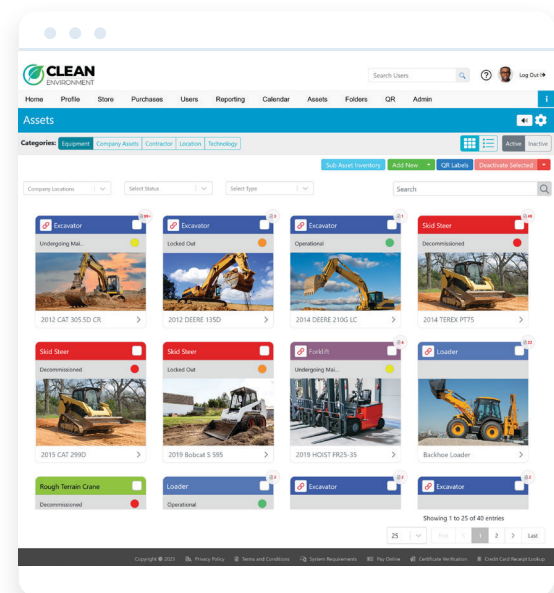 CLEAN
ENVIRONMENT
Search Users
Log Out
Home Profile Store Purchases Users Reporting Calendar Assets Folders QR Admin
Assets
Categories: Equipment Company Assets Contractor Location Technology
Active Inactive
Sub Asset Inventory Add New QR Labels Deactivate Selected
Company Locations Select Status Select Type Search
99+ 3 1 48
Excavator Excavator Excavator Skid Steer
Undergoing Mai... Locked Out Operational Decommissioned
2012 CAT 305.5D CR 2012 DEERE 135D 2014 DEERE 210G LC 2014 TEREX PT75
Skid Steer Skid Steer Forklift Loader
Decommissioned Locked Out Undergoing Mai...
2015 CAT 299D 2019 Bobcat S 595 2019 HOIST FR25-35 Backhoe Loader
Rough Terrain Crane Loader Excavator Excavator
Decommissioned Operational
Showing 1 to 25 of 40 entries
25 First 1 2 Last
Copyright © 2025 Privacy Policy Terms and Conditions System Requirements Pay Online Certificate Verification Credit Card Receipt Lookup